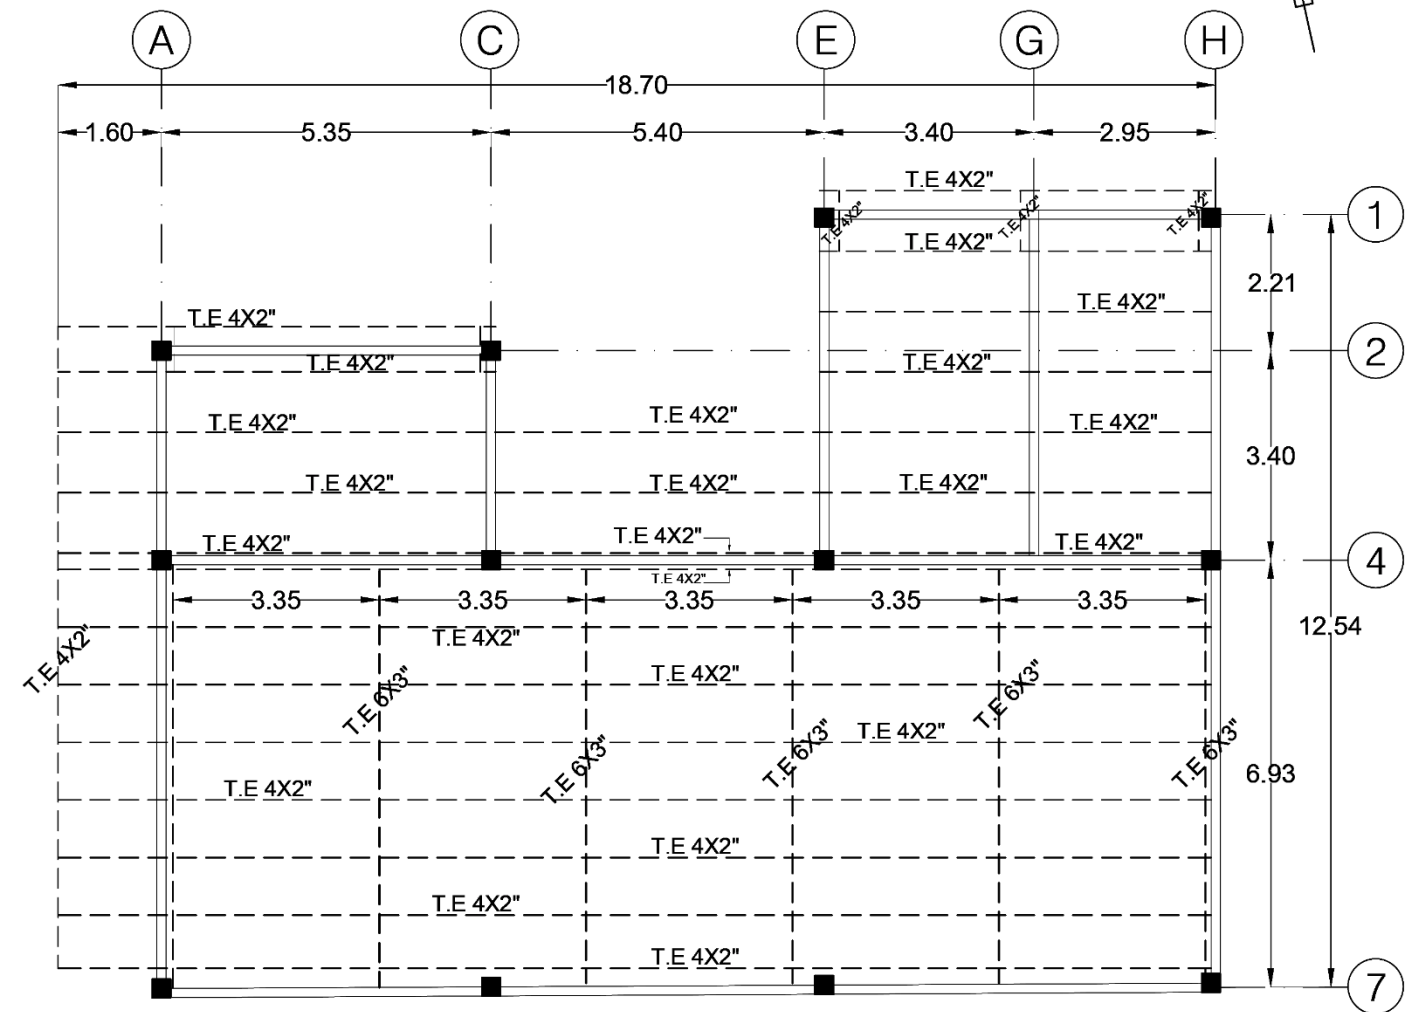 A C E G H
18.70
1.60 5.35 5.40 3.40 2.95
T.E 4X2"
1
T.E 4X2" T.E 4X2" T.E 4X2"
T.E 4X2"
2.21
T.E 4X2"
T.E 4X2"
2
T.E 4X2" T.E 4X2"
T.E 4X2" T.E 4X2" T.E 4X2"
3.40
T.E 4X2" T.E 4X2" T.E 4X2"
T.E 4X2" T.E 4X2" T.E 4X2"
4
T.E 4X2"
3.35 3.35 3.35 3.35 3.35
12.54
T.E 4X2"
T.E 4X2" T.E 4X2"
T.E 6X3" T.E 6X3"
T.E 4X2"
T.E 6X3" T.E 6X3" T.E 6X3"
6.93
T.E 4X2"
T.E 4X2"
T.E 4X2"
T.E 4X2"
7